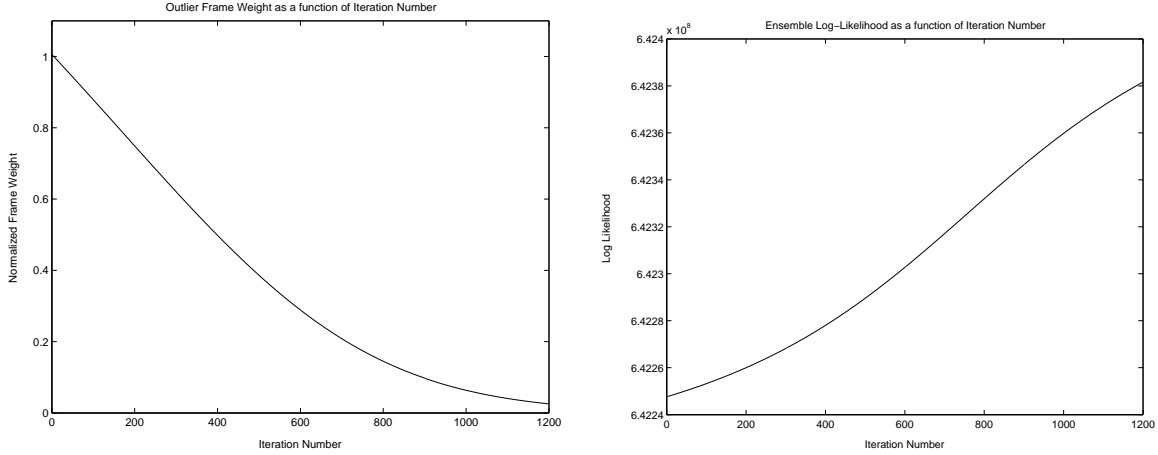 Outlier Frame Weight as a function of Iteration Number
Normalized Frame Weight
1
0.8
0.6
0.4
0.2
0
0 200 400 600 800 1000 1200
Iteration Number
Ensemble Log−Likelihood as a function of Iteration Number
x 10^8
Log Likelihood
6.424
6.4238
6.4236
6.4234
6.4232
6.423
6.4228
6.4226
6.4224
0 200 400 600 800 1000 1200
Iteration Number